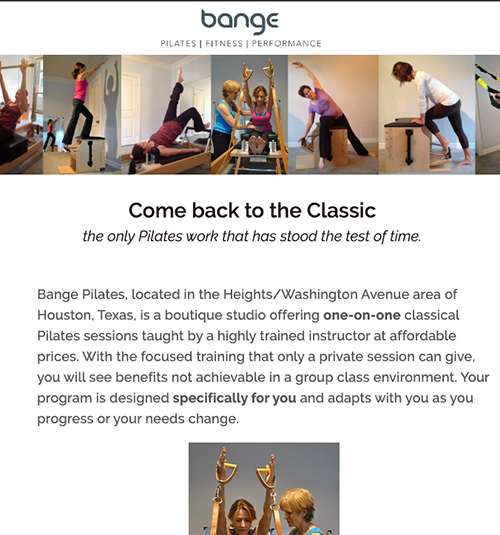 bange
PILATES | FITNESS | PERFORMANCE
Come back to the Classic
the only Pilates work that has stood the test of time.
Bange Pilates, located in the Heights/Washington Avenue area of
Houston, Texas, is a boutique studio offering one-on-one classical
Pilates sessions taught by a highly trained instructor at affordable
prices. With the focused training that only a private session can give,
you will see benefits not achievable in a group class environment. Your
program is designed specifically for you and adapts with you as you
progress or your needs change.